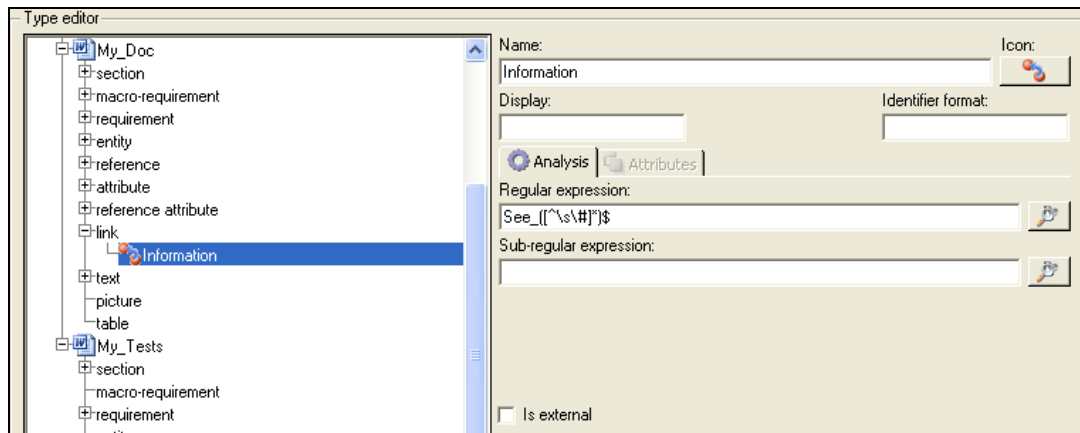 Type editor
My_Doc
section
macro-requirement
requirement
entity
reference
attribute
reference attribute
link
Information
text
picture
table
My_Tests
section
macro-requirement
requirement
Name:
Icon:
Information
Display:
Identifier format:
Analysis
Attributes
Regular expression:
See_([^\s\#]*)$
Sub-regular expression:
Is external